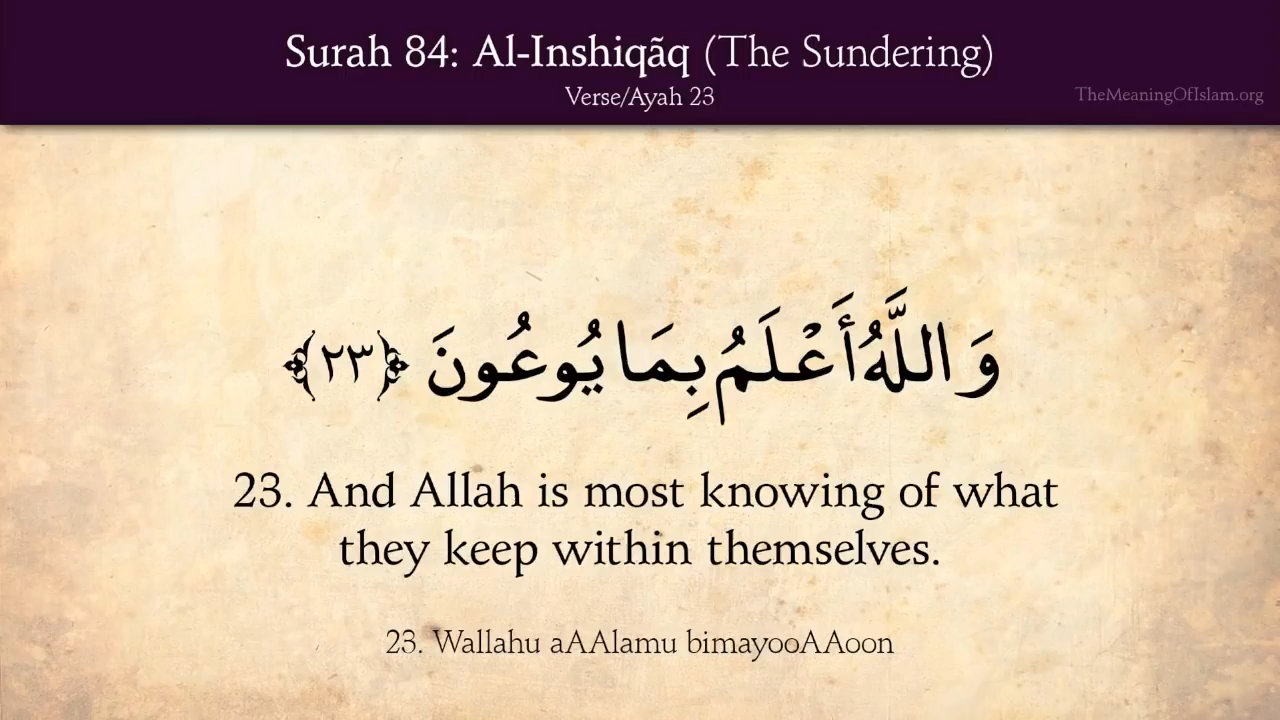 Surah 84: Al-Inshiqãq (The Sundering)
Verse/Ayah 23
TheMeaningOfIslam.org
وَاللَّهُ أَعْلَمُ بِمَا يُوعُونَ ﴿٢٣﴾
23. And Allah is most knowing of what
they keep within themselves.
23. Wallahu aAAlamu bimayooAAoon